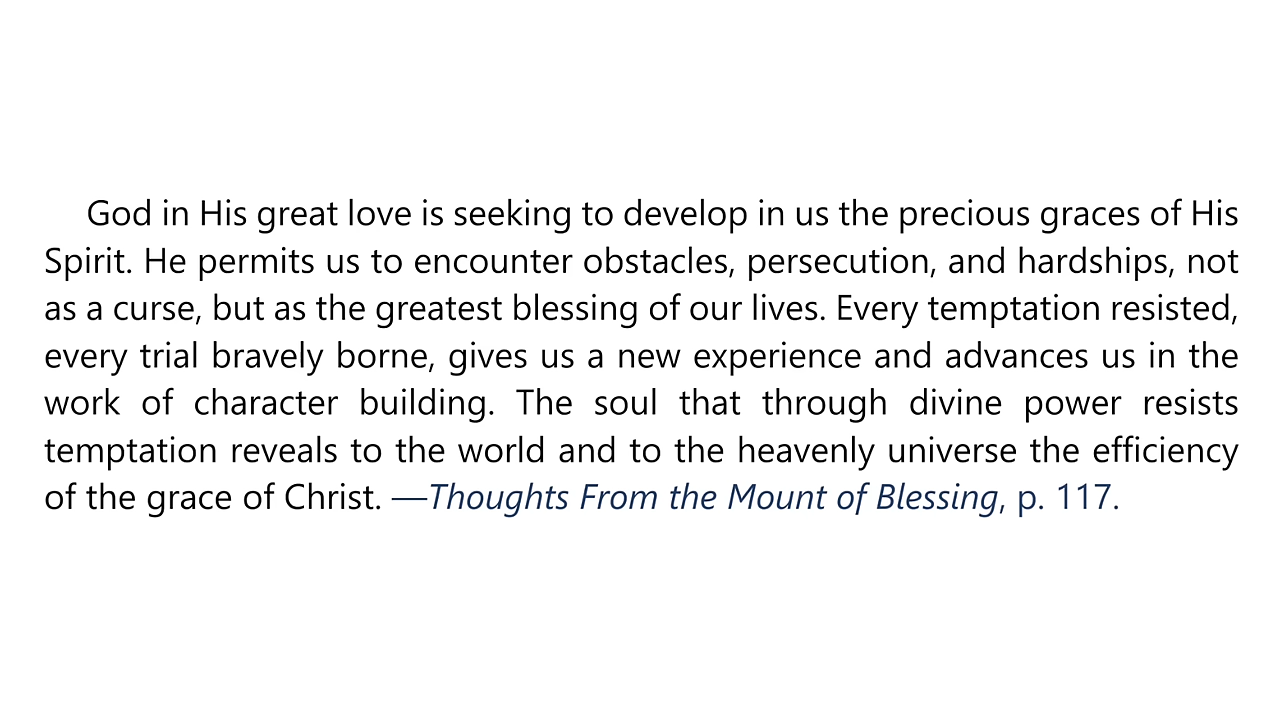 God in His great love is seeking to develop in us the precious graces of His
Spirit. He permits us to encounter obstacles, persecution, and hardships, not
as a curse, but as the greatest blessing of our lives. Every temptation resisted,
every trial bravely borne, gives us a new experience and advances us in the
work of character building. The soul that through divine power resists
temptation reveals to the world and to the heavenly universe the efficiency
of the grace of Christ. —Thoughts From the Mount of Blessing, p. 117.